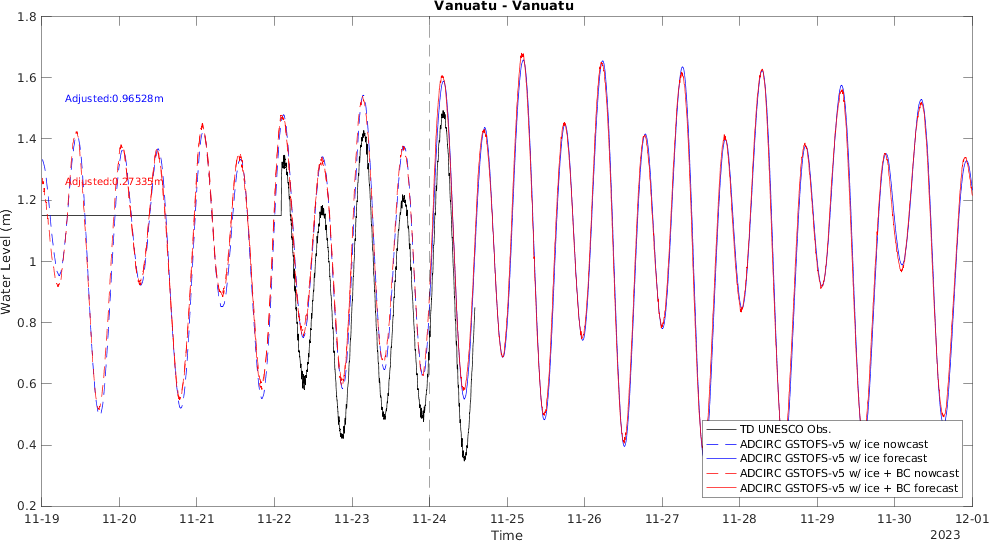 Vanuatu - Vanuatu
1.8
1.6
1.4
1.2
1
0.8
0.6
0.4
0.2
Water Level (m)
Adjusted:0.96528m
Adjusted:0.27335m
TD UNESCO Obs.
ADCIRC GSTOFS-v5 w/ ice nowcast
ADCIRC GSTOFS-v5 w/ ice forecast
ADCIRC GSTOFS-v5 w/ ice + BC nowcast
ADCIRC GSTOFS-v5 w/ ice + BC forecast
11-19 11-20 11-21 11-22 11-23 11-24 11-25 11-26 11-27 11-28 11-29 11-30 12-01
Time
2023